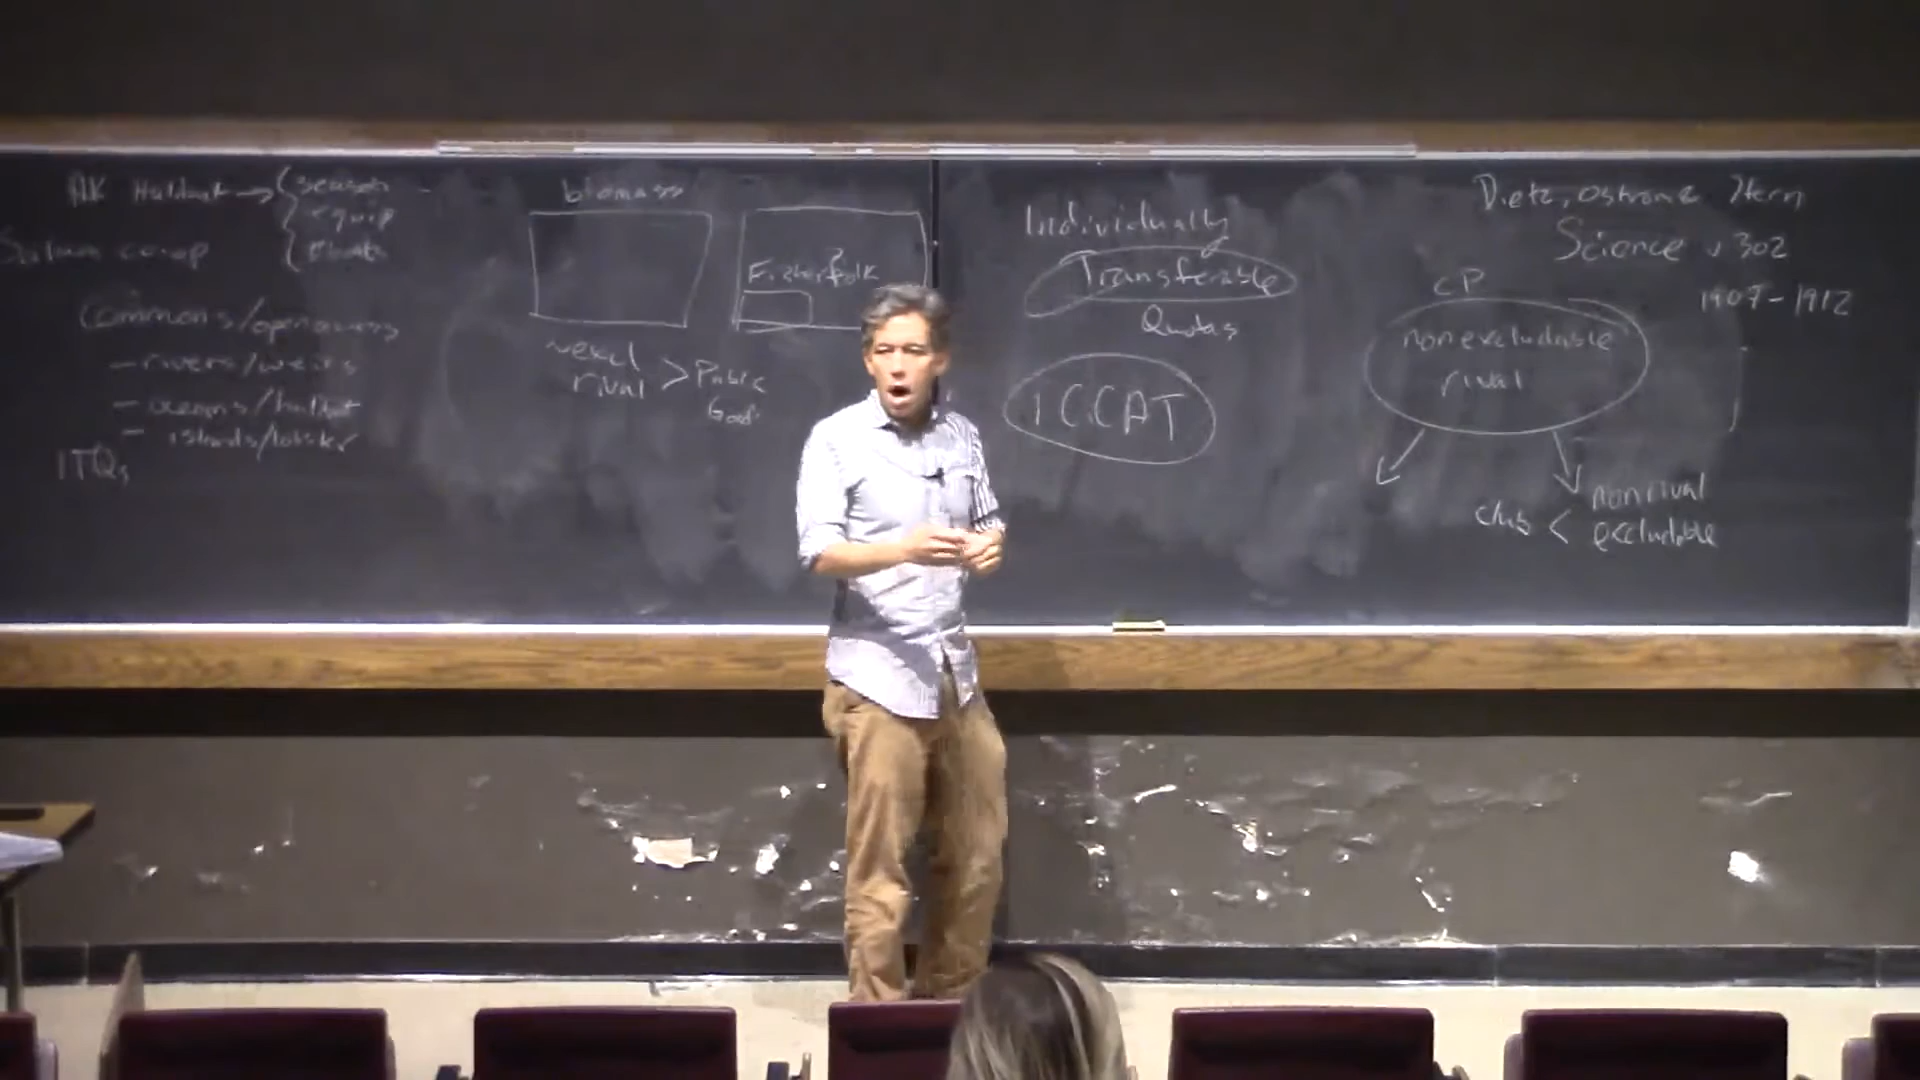 AK Halibut → { season
equip
Salmon co-op
commons/open access
- rivers/weirs
- oceans/halibut
- islands/lobster
ITQs
biomass
Fisherfolk
?
nexcl
rival > Public
Good
Individually
Transferable
Quotas
ICCAT
Dietz, Ostrom & Stern
Science v 302
1907-1912
CP
nonexcludable
rival
club < nonrival
excludable